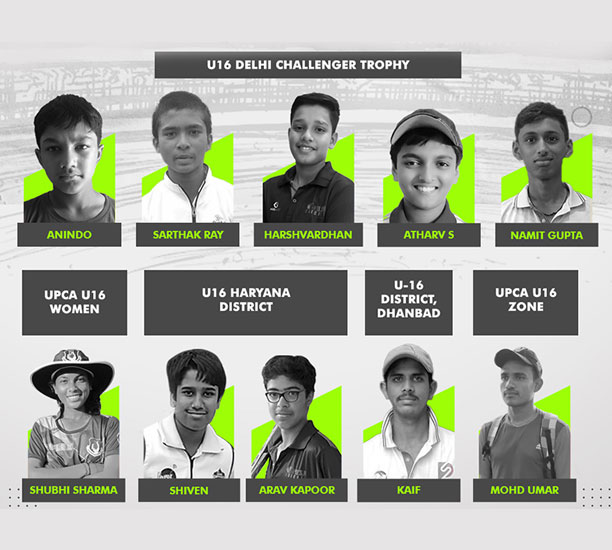 U16 DELHI CHALLENGER TROPHY
ANINDO
SARTHAK RAY
HARSHVARDHAN
ATHARV S
NAMIT GUPTA
UPCA U16
WOMEN
U16 HARYANA
DISTRICT
U-16
DISTRICT,
DHANBAD
UPCA U16
ZONE
SHUBHI SHARMA
SHIVEN
ARAV KAPOOR
KAIF
MOHD UMAR